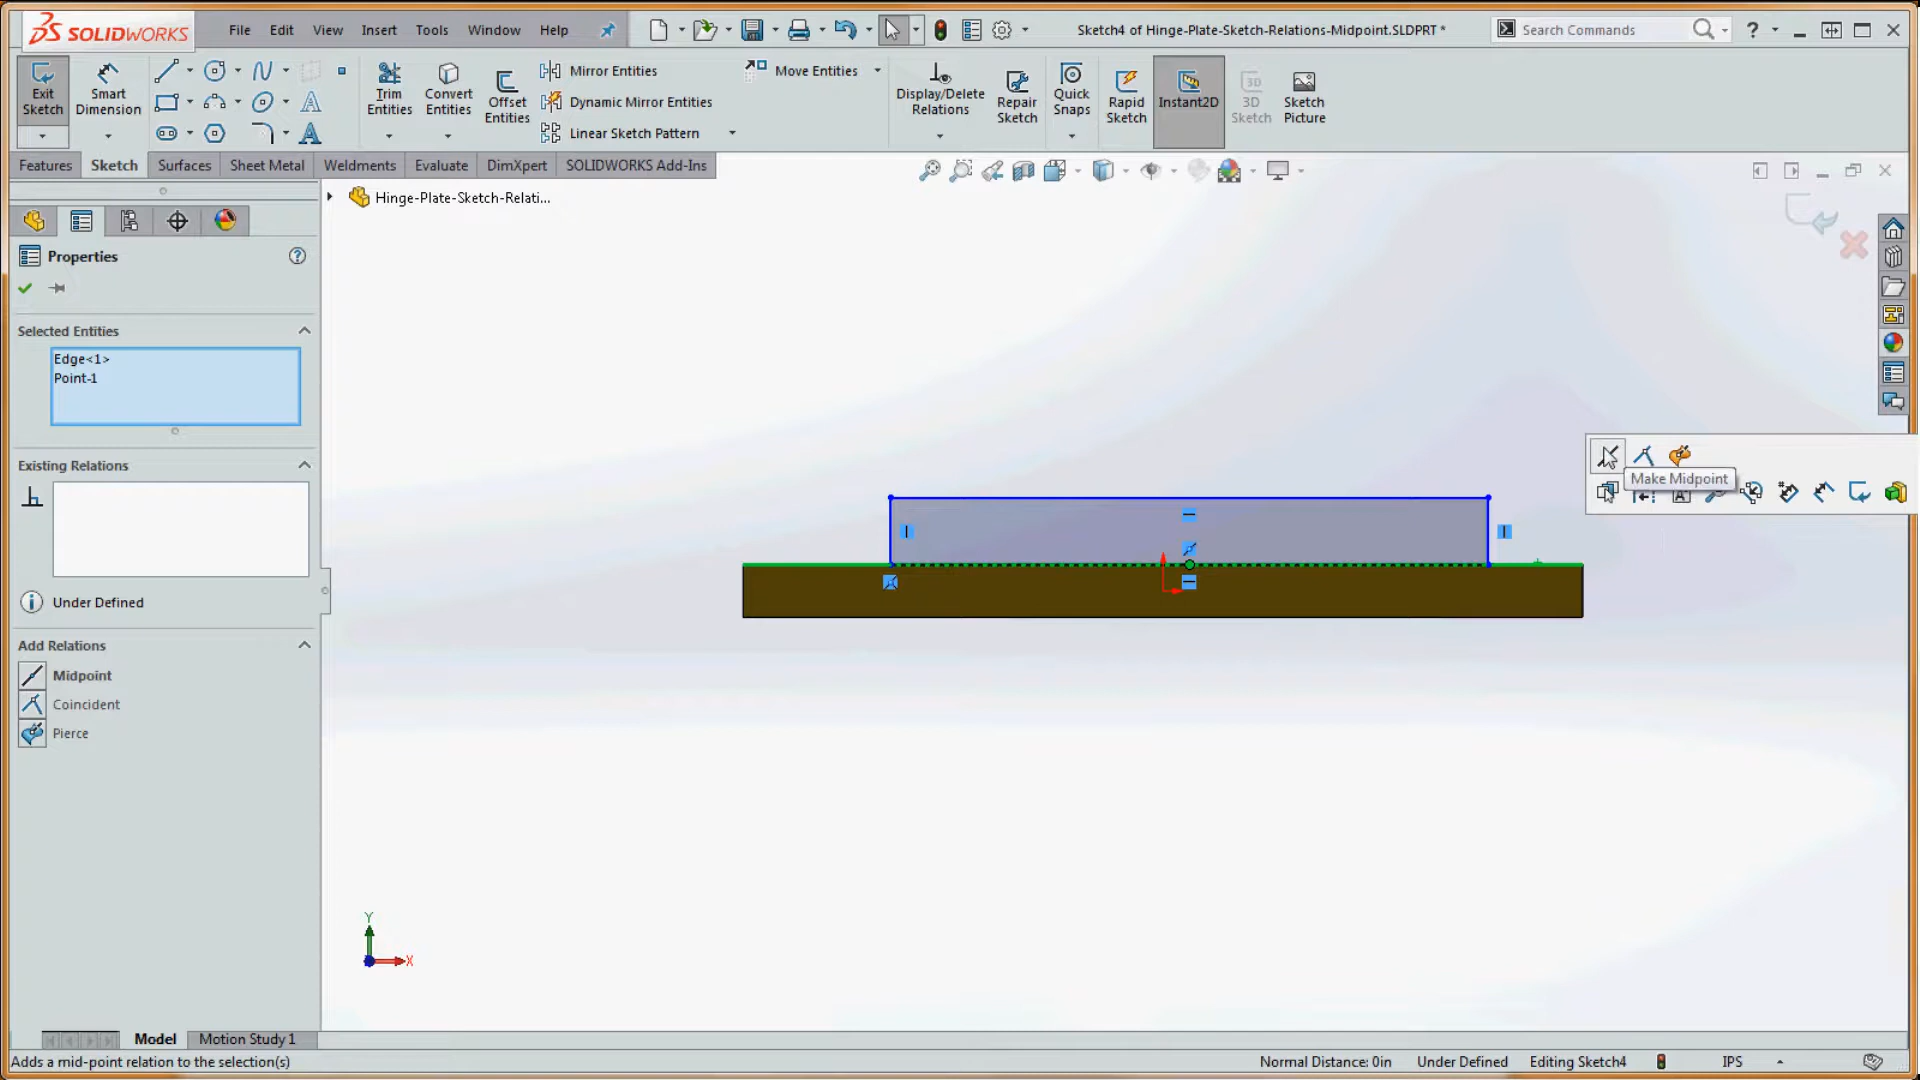 SOLIDWORKS
File Edit View Insert Tools Window Help
Sketch4 of Hinge-Plate-Sketch-Relations-Midpoint.SLDPRT *
Search Commands
Exit Sketch
Smart Dimension
Trim Entities
Convert Entities
Offset Entities
Mirror Entities
Dynamic Mirror Entities
Linear Sketch Pattern
Move Entities
Display/Delete Relations
Repair Sketch
Quick Snaps
Rapid Sketch
Instant2D
3D Sketch
Sketch Picture
Features Sketch Surfaces Sheet Metal Weldments Evaluate DimXpert SOLIDWORKS Add-Ins
Hinge-Plate-Sketch-Relati...
Properties
Selected Entities
Edge<1>
Point-1
Existing Relations
Under Defined
Add Relations
Midpoint
Coincident
Pierce
Make Midpoint
Y
X
Model Motion Study 1
Adds a mid-point relation to the selection(s)
Normal Distance: 0in Under Defined Editing Sketch4 IPS